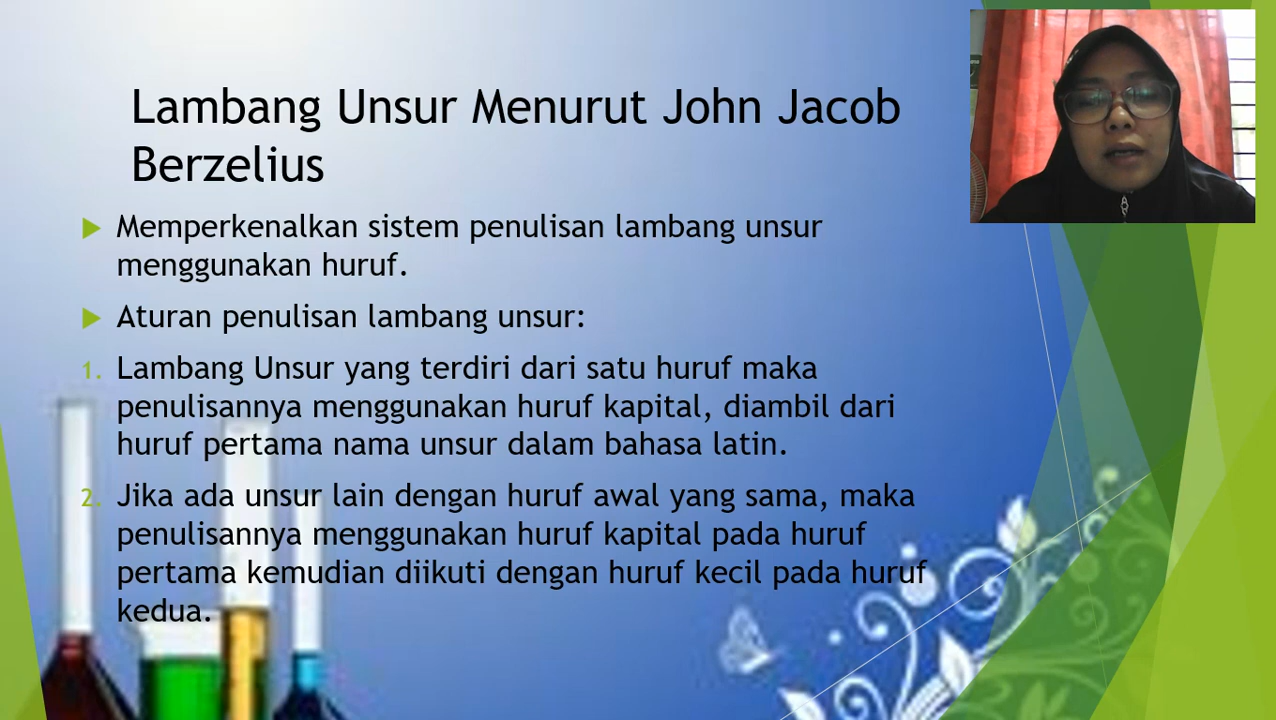 Lambang Unsur Menurut John Jacob
Berzelius
Memperkenalkan sistem penulisan lambang unsur
menggunakan huruf.
Aturan penulisan lambang unsur:
1. Lambang Unsur yang terdiri dari satu huruf maka
penulisannya menggunakan huruf kapital, diambil dari
huruf pertama nama unsur dalam bahasa latin.
2. Jika ada unsur lain dengan huruf awal yang sama, maka
penulisannya menggunakan huruf kapital pada huruf
pertama kemudian diikuti dengan huruf kecil pada huruf
kedua.